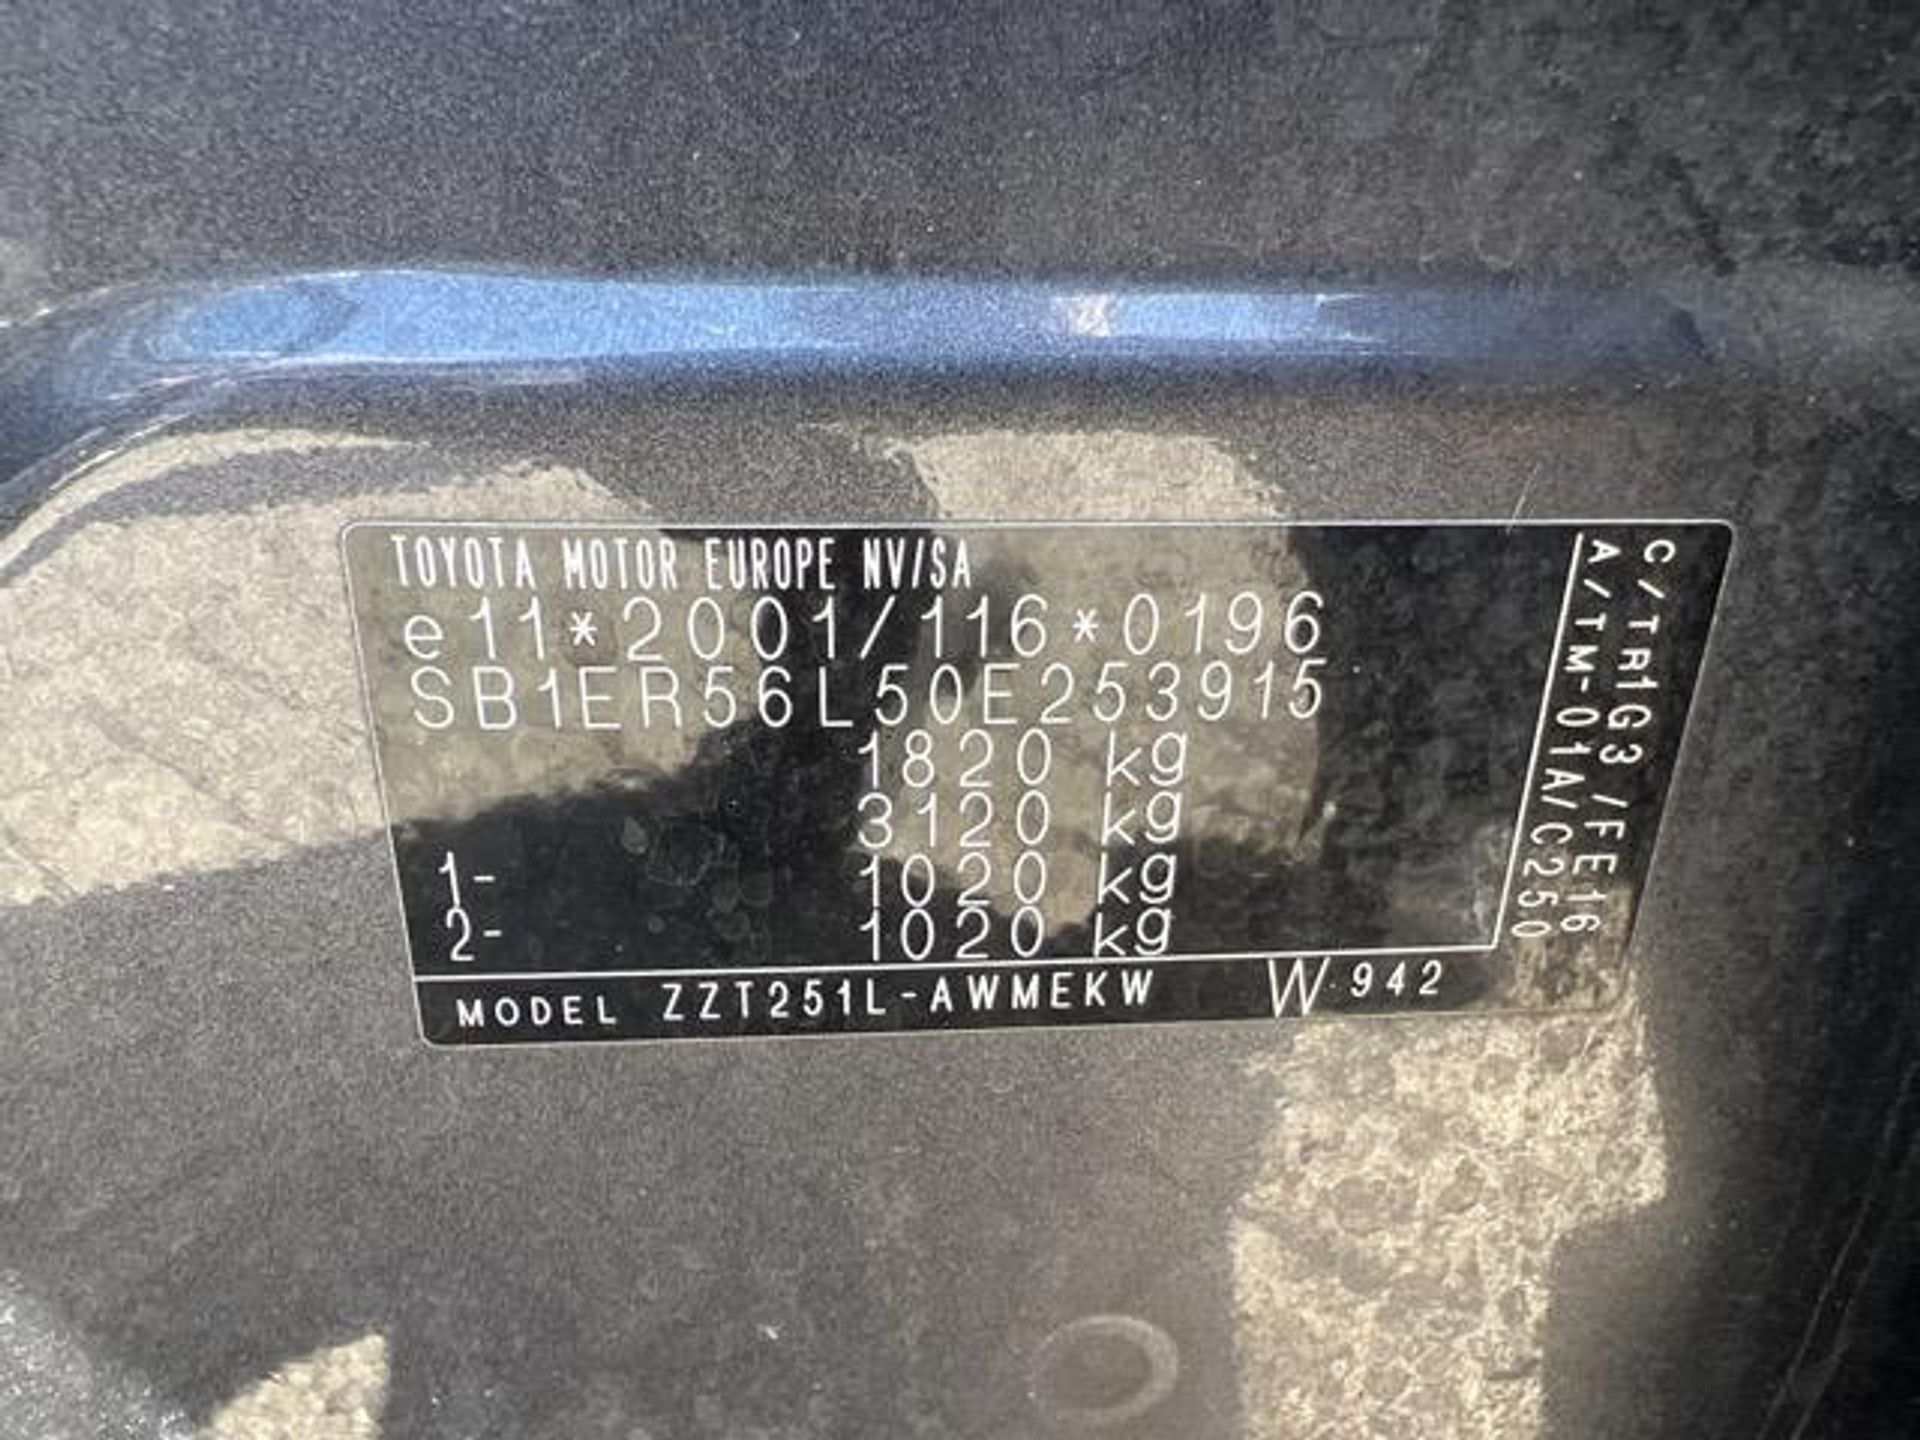 TOYOTA MOTOR EUROPE NV/SA
e11*2001/116*0196
SB1ER56L50E253915
1820 kg
3120 kg
1- 1020 kg
2- 1020 kg
MODEL ZZT251L-AWMEKW W 942
C/TR1G3 /FE16
A/TM-01A/C250